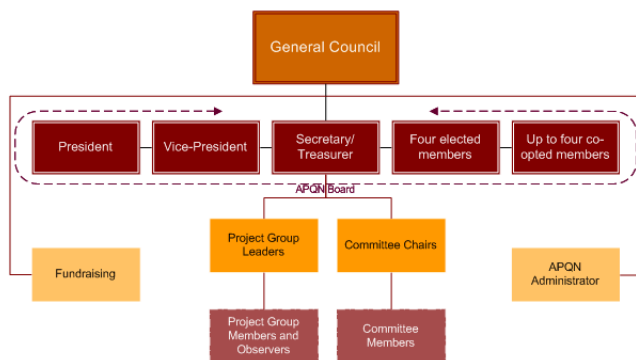 General Council
President
Vice-President
Secretary/
Treasurer
Four elected
members
Up to four co-
opted members
APQN Board
Project Group
Leaders
Committee Chairs
Fundraising
APQN
Administrator
Project Group
Members and
Observers
Committee
Members